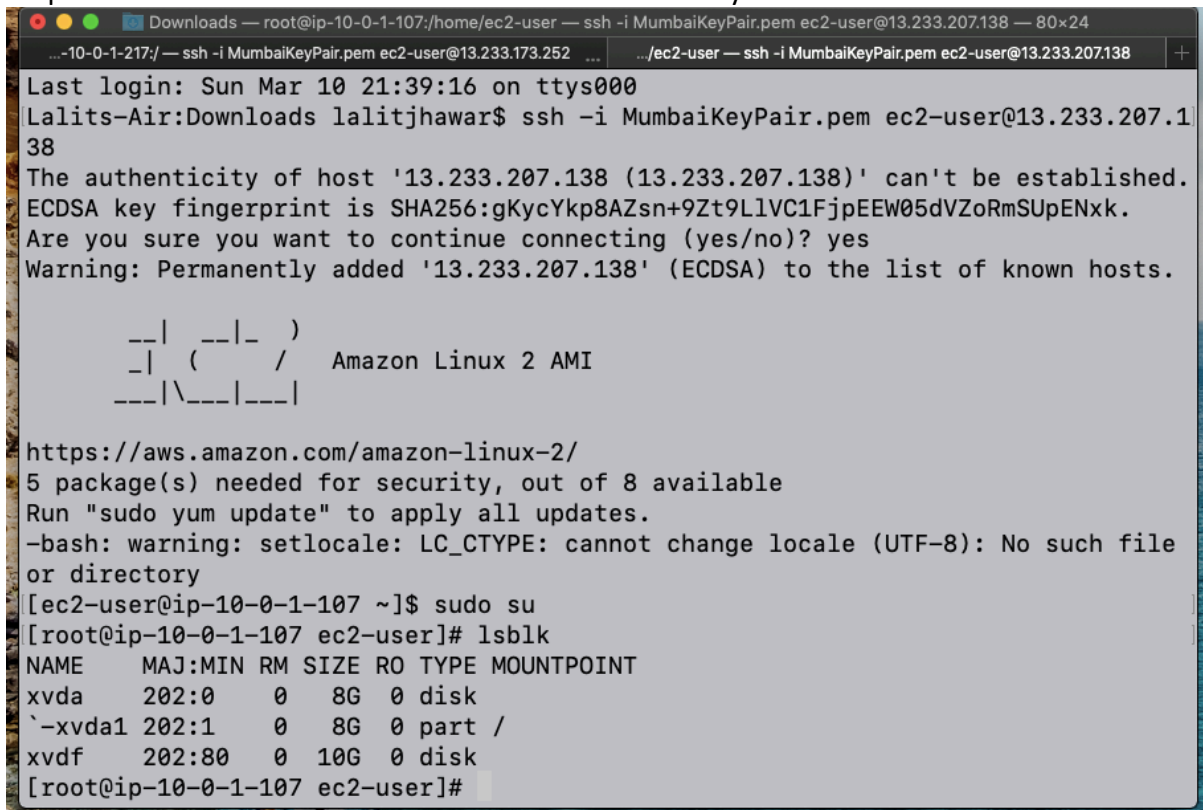 Downloads — root@ip-10-0-1-107:/home/ec2-user — ssh -i MumbaiKeyPair.pem ec2-user@13.233.207.138 — 80×24
...-10-0-1-217:/ — ssh -i MumbaiKeyPair.pem ec2-user@13.233.173.252 ... .../ec2-user — ssh -i MumbaiKeyPair.pem ec2-user@13.233.207.138 +
Last login: Sun Mar 10 21:39:16 on ttys000
[Lalits-Air:Downloads lalitjhawar$ ssh -i MumbaiKeyPair.pem ec2-user@13.233.207.1]
38
The authenticity of host '13.233.207.138 (13.233.207.138)' can't be established.
ECDSA key fingerprint is SHA256:gKycYkp8AZsn+9Zt9LlVC1FjpEEW05dVZoRmSUpENxk.
Are you sure you want to continue connecting (yes/no)? yes
Warning: Permanently added '13.233.207.138' (ECDSA) to the list of known hosts.
       __|  __|_  )
       _|  (     /   Amazon Linux 2 AMI
      ___|\___|___|
https://aws.amazon.com/amazon-linux-2/
5 package(s) needed for security, out of 8 available
Run "sudo yum update" to apply all updates.
-bash: warning: setlocale: LC_CTYPE: cannot change locale (UTF-8): No such file
or directory
[[ec2-user@ip-10-0-1-107 ~]$ sudo su ]
[[root@ip-10-0-1-107 ec2-user]# lsblk ]
NAME    MAJ:MIN RM SIZE RO TYPE MOUNTPOINT
xvda    202:0    0   8G  0 disk
`-xvda1 202:1    0   8G  0 part /
xvdf    202:80   0  10G  0 disk
[root@ip-10-0-1-107 ec2-user]#